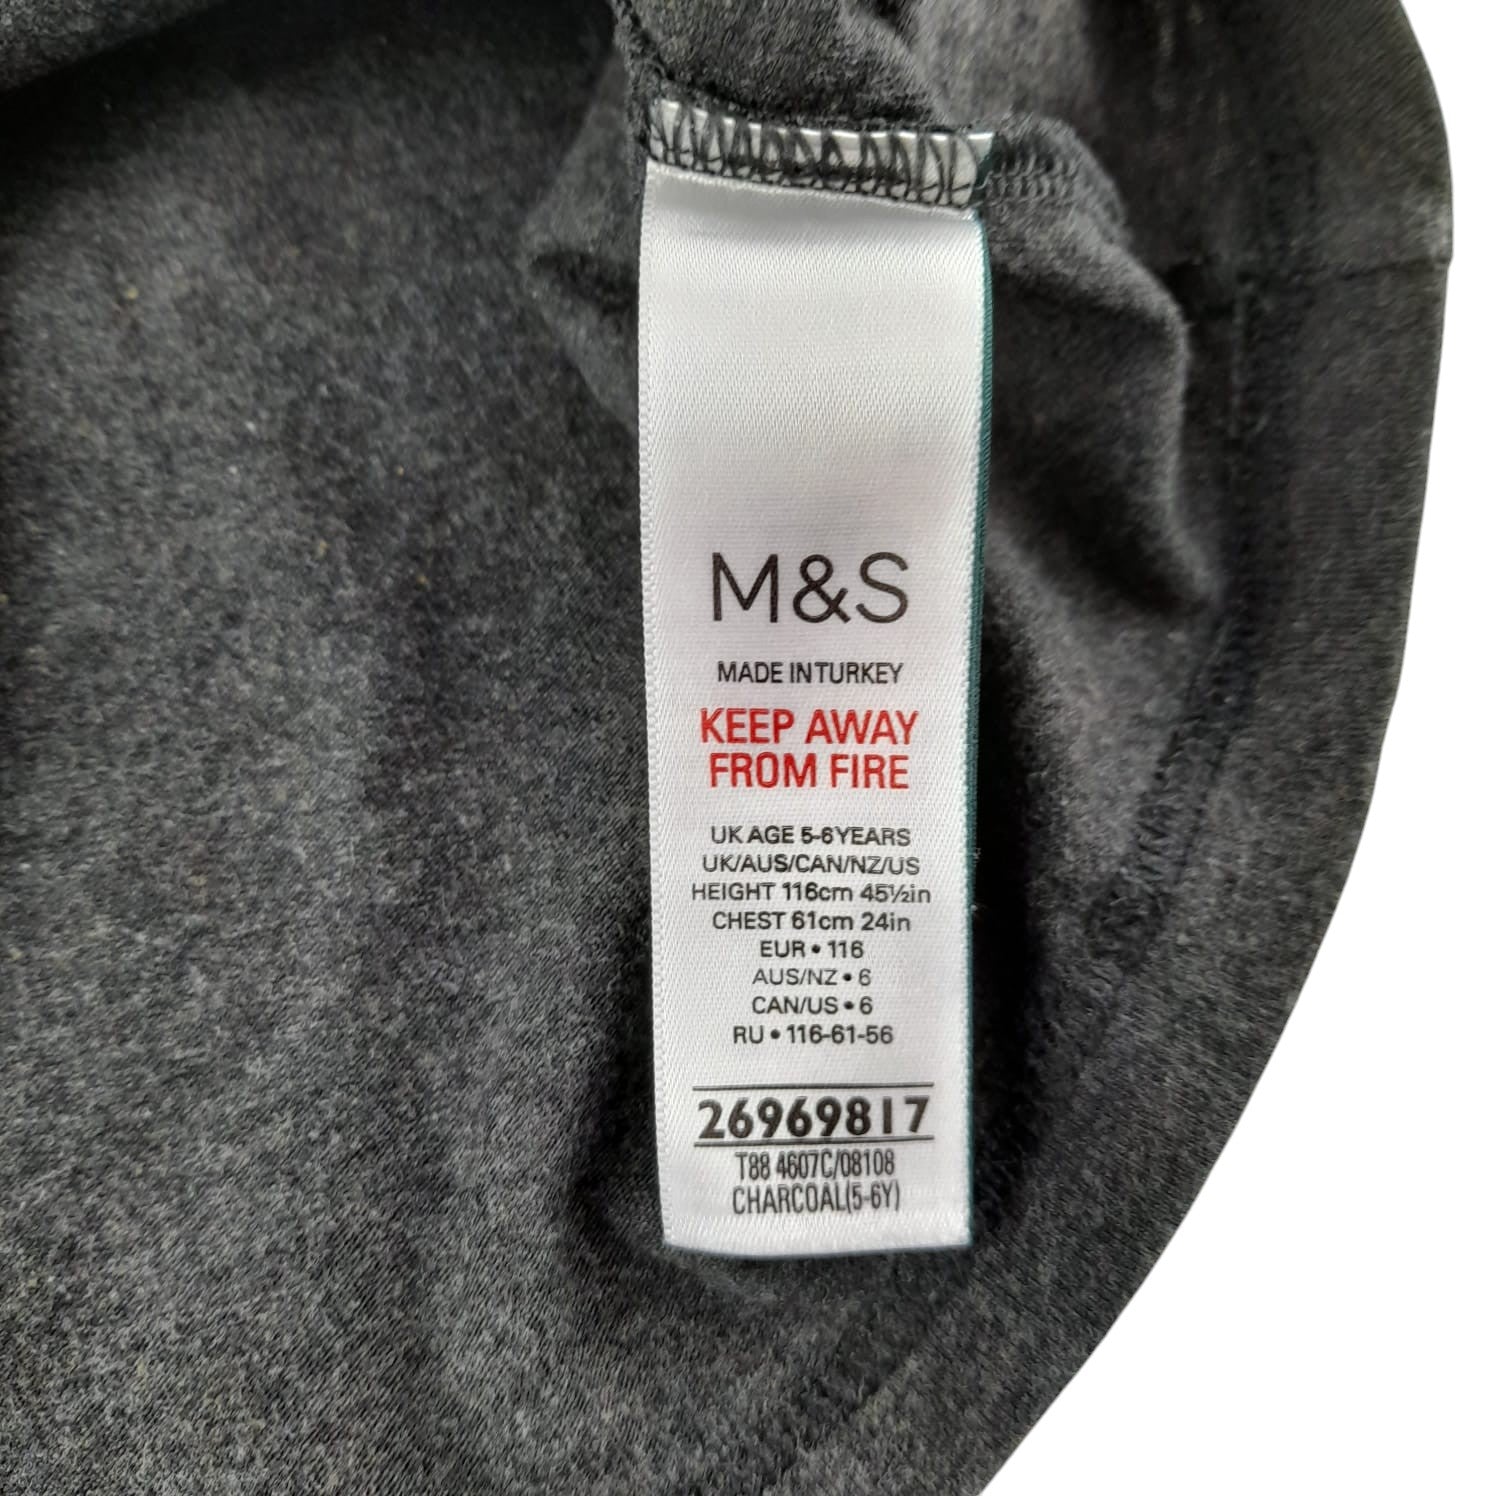 M&S
MADE IN TURKEY
KEEP AWAY
FROM FIRE
UK AGE 5-6 YEARS
UK/AUS/CAN/NZ/US
HEIGHT 116cm 45½in
CHEST 61cm 24in
EUR • 116
AUS/NZ • 6
CAN/US • 6
RU • 116-61-56
26969817
T88 4607C/08108
CHARCOAL(5-6Y)